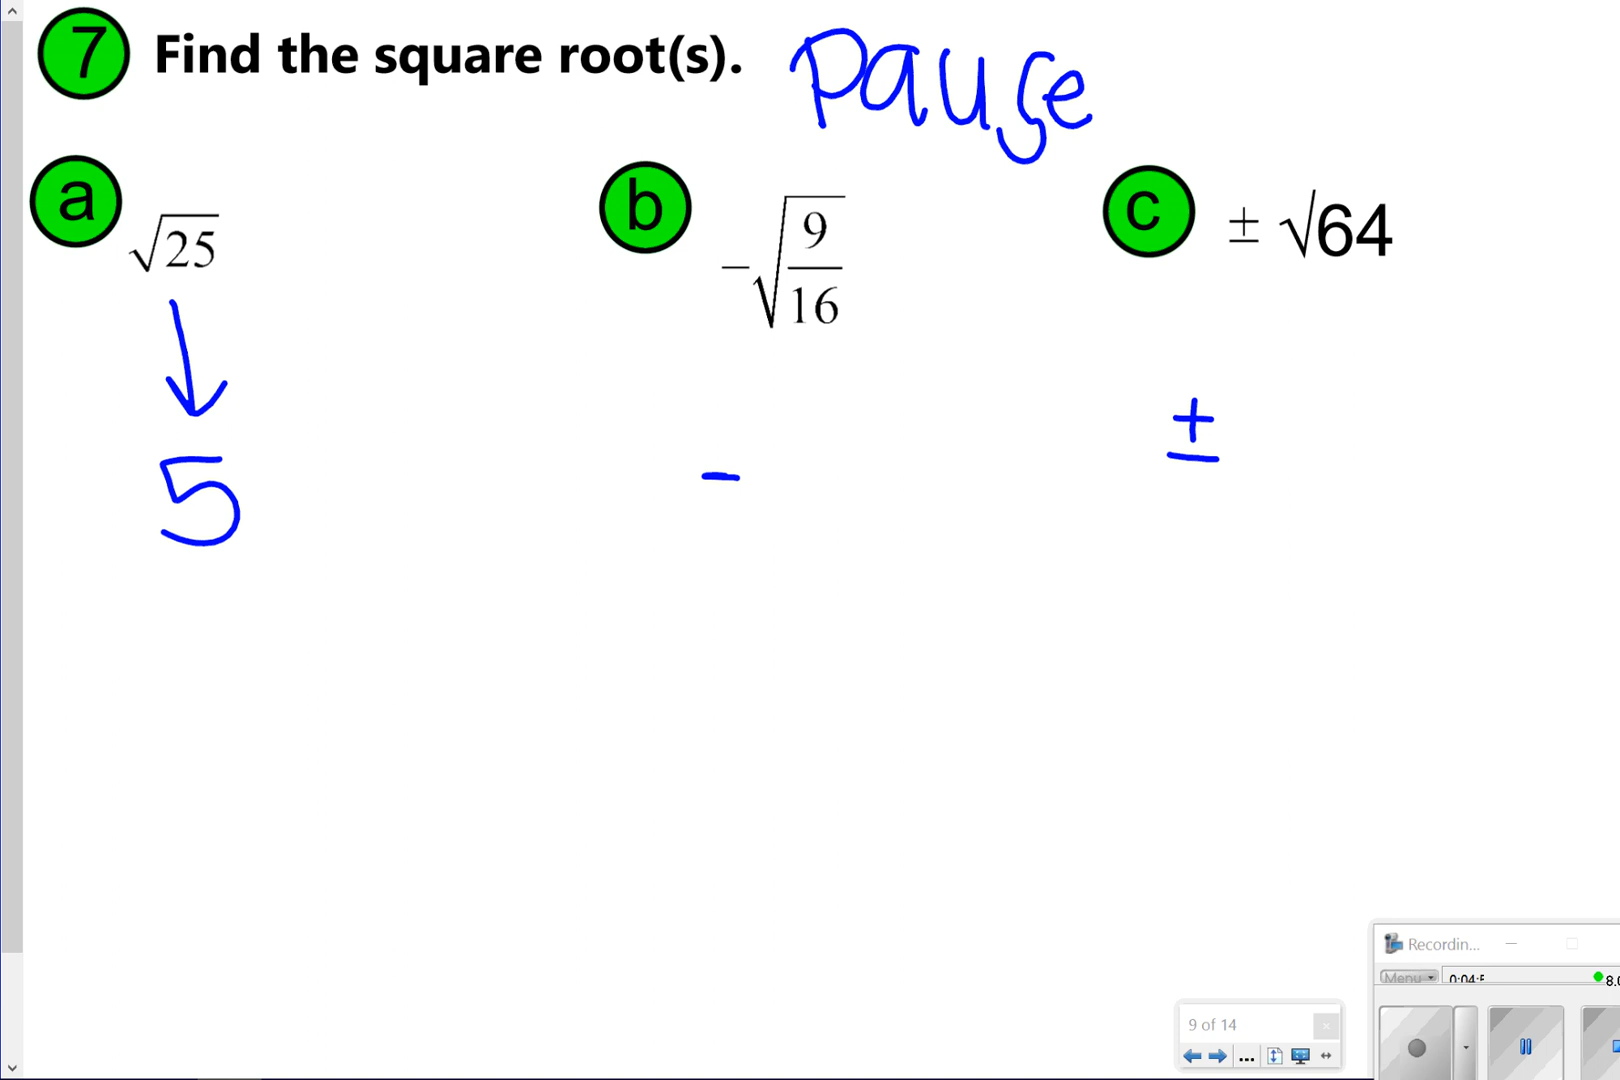 7 Find the square root(s). pause
a √25
b -√(9/16)
c ± √64
5
-
±
Recordin...
Menu
9 of 14
...